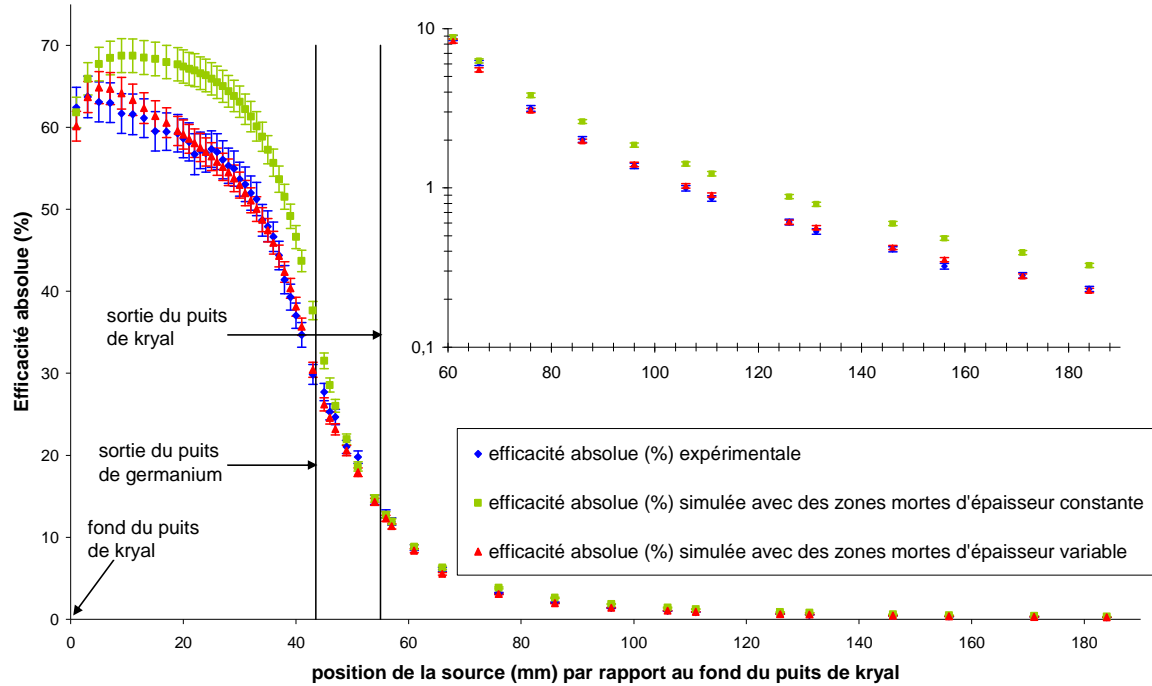 Efficacité absolue (%)
70
60
50
40
30
20
10
0
0
20
40
60
80
100
120
140
160
180
position de la source (mm) par rapport au fond du puits de kryal
sortie du puits
de kryal
sortie du puits
de germanium
fond du puits
de kryal
10
1
0,1
60
80
100
120
140
160
180
efficacité absolue (%) expérimentale
efficacité absolue (%) simulée avec des zones mortes d'épaisseur constante
efficacité absolue (%) simulée avec des zones mortes d'épaisseur variable